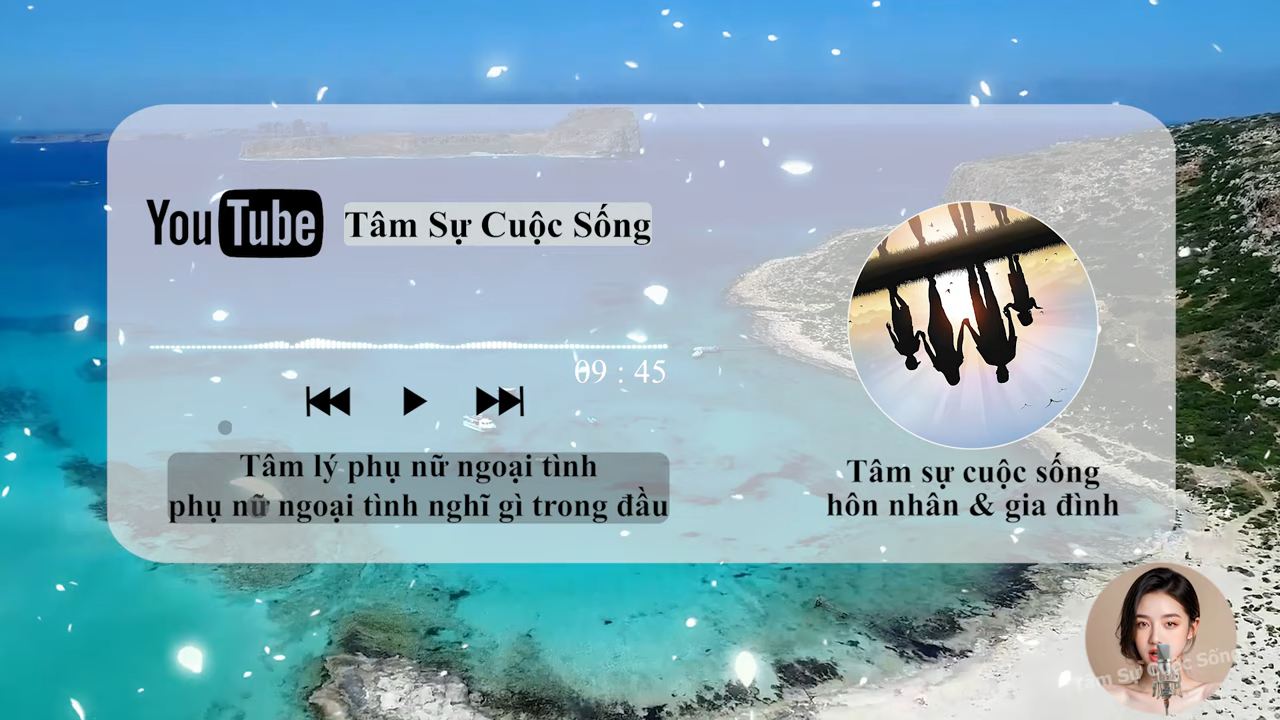 YouTube
Tâm Sự Cuộc Sống
09 : 45
Tâm lý phụ nữ ngoại tình
phụ nữ ngoại tình nghĩ gì trong đầu
Tâm sự cuộc sống
hôn nhân & gia đình
Tâm Sự Cuộc Sống